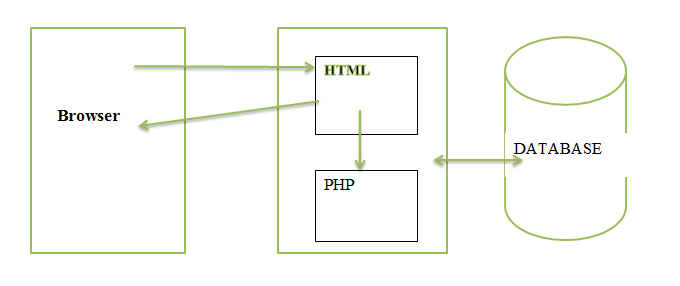 HTML
Browser
DATABASE
PHP